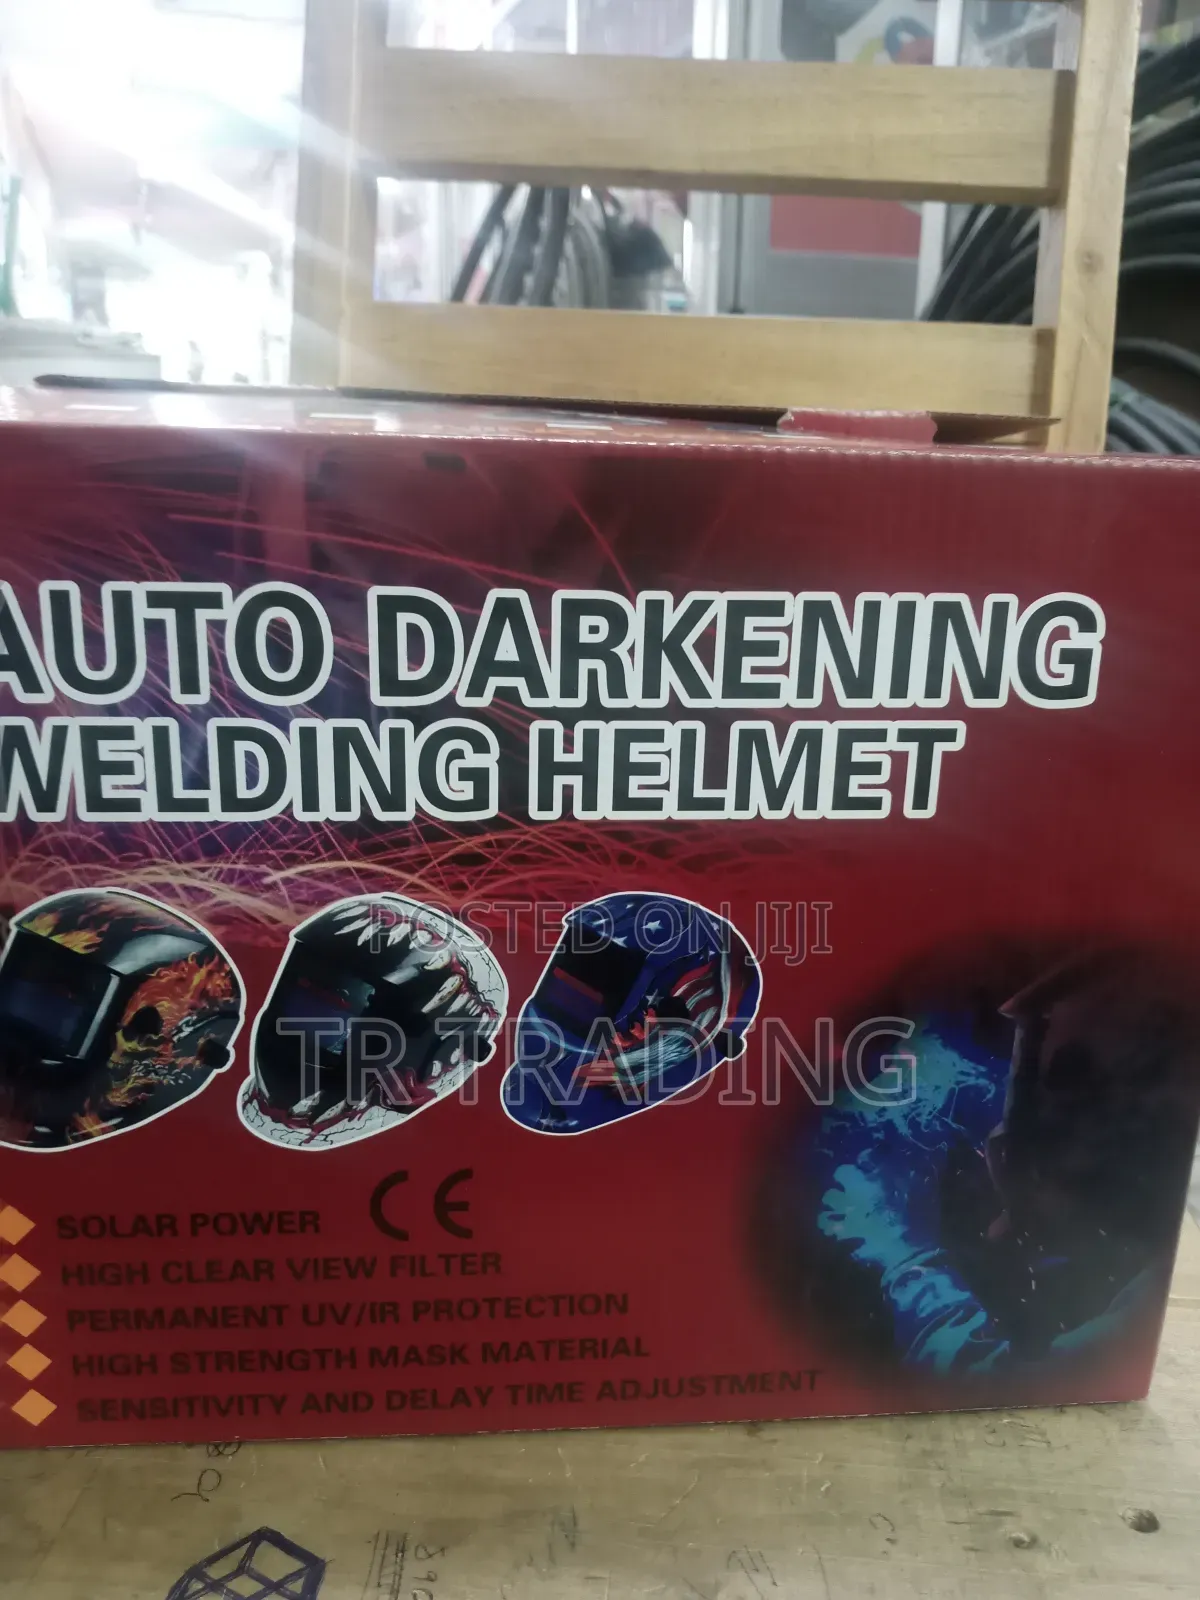 AUTO DARKENING
WELDING HELMET
POSTED ON JIJI
TR TRADING
CE
SOLAR POWER
HIGH CLEAR VIEW FILTER
PERMANENT UV/IR PROTECTION
HIGH STRENGTH MASK MATERIAL
SENSITIVITY AND DELAY TIME ADJUSTMENT